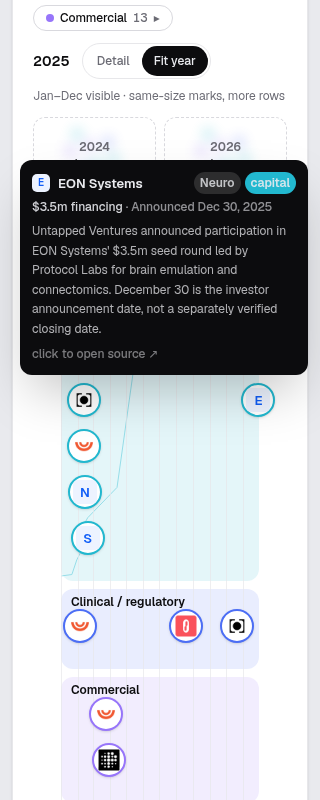 Commercial 13 ▸
2025 Detail Fit year
Jan–Dec visible · same-size marks, more rows
2024 2026
E EON Systems Neuro capital
$3.5m financing · Announced Dec 30, 2025
Untapped Ventures announced participation in
EON Systems' $3.5m seed round led by
Protocol Labs for brain emulation and
connectomics. December 30 is the investor
announcement date, not a separately verified
closing date.
click to open source ↗
E
N
S
Clinical / regulatory
Commercial